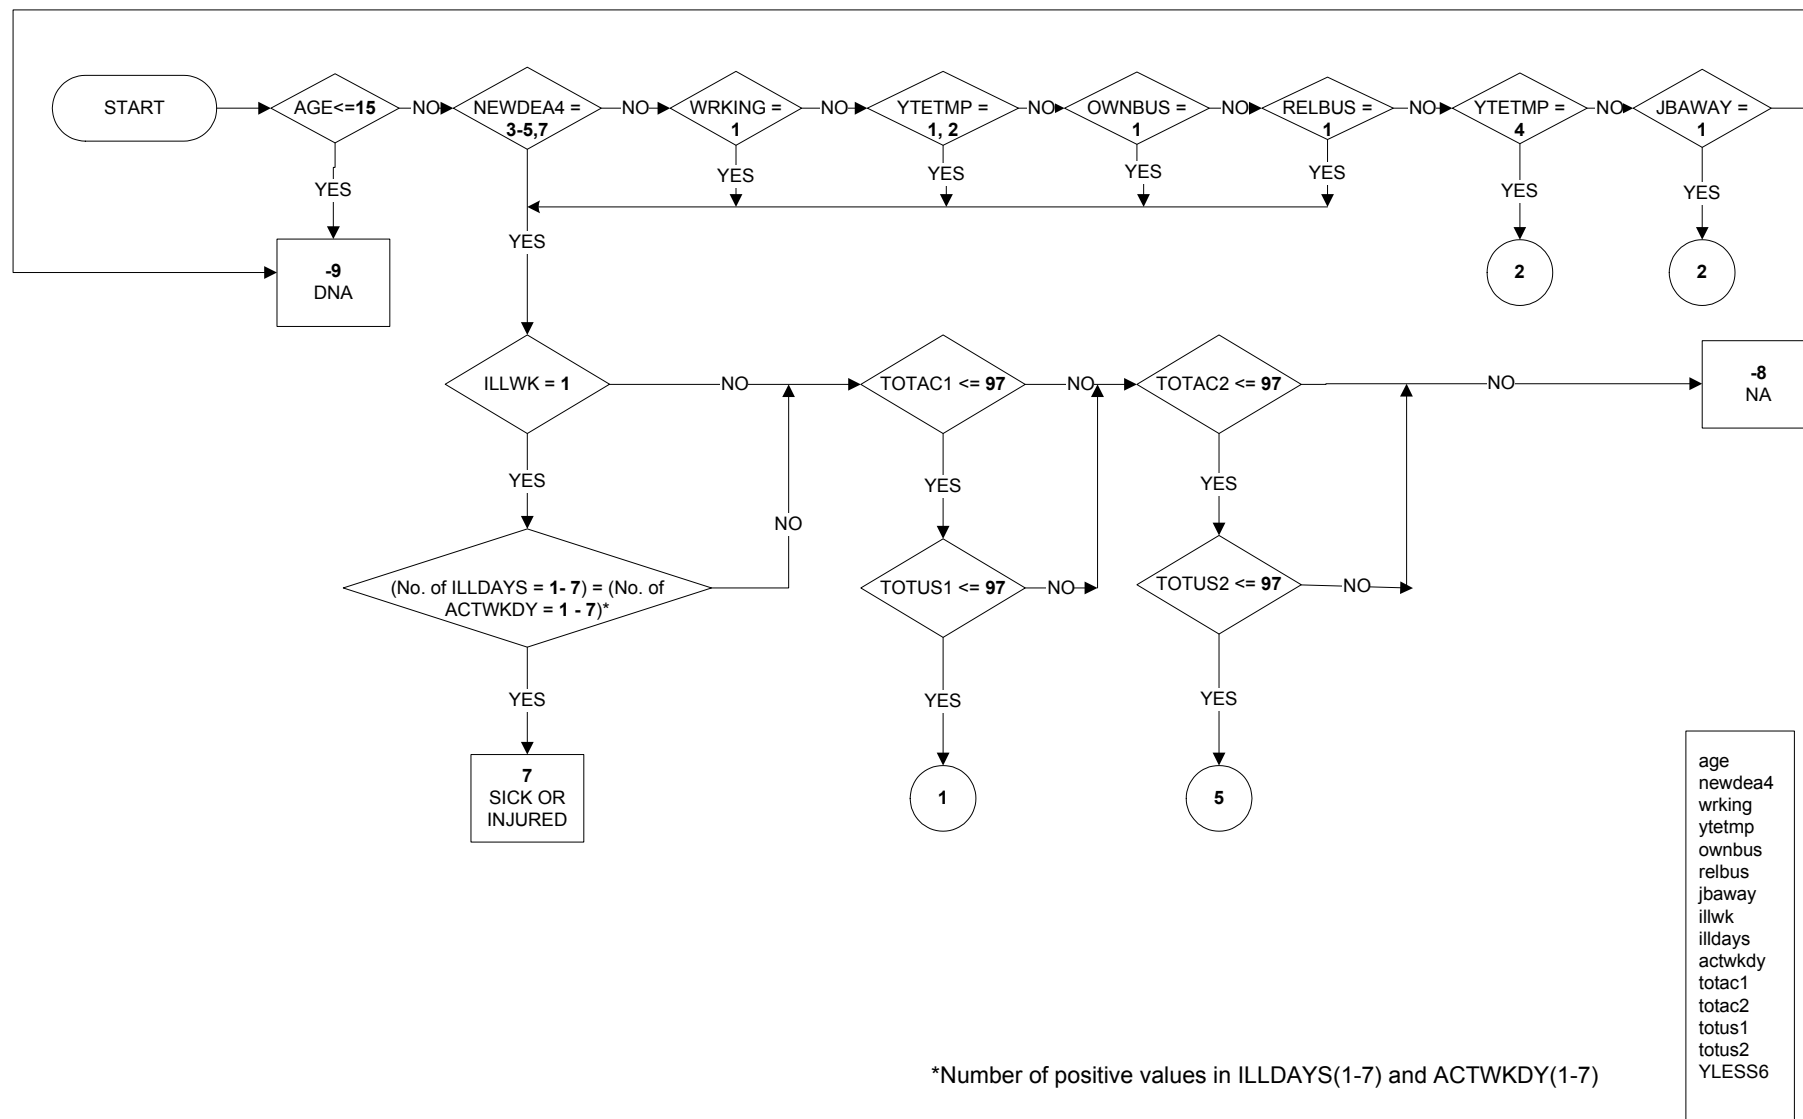 START
AGE<=15
NO
NEWDEA4 =
3-5,7
NO
WRKING =
1
NO
YTETMP =
1, 2
NO
OWNBUS =
1
NO
RELBUS =
1
NO
YTETMP =
4
NO
JBAWAY =
1
YES
YES
YES
YES
YES
YES
YES
YES
-9
DNA
2
2
ILLWK = 1
NO
TOTAC1 <= 97
NO
TOTAC2 <= 97
NO
-8
NA
YES
YES
YES
NO
(No. of ILLDAYS = 1- 7) = (No. of
ACTWKDY = 1 - 7)*
TOTUS1 <= 97
NO
TOTUS2 <= 97
NO
YES
YES
YES
7
SICK OR
INJURED
1
5
age
newdea4
wrking
ytetmp
ownbus
relbus
jbaway
illwk
illdays
actwkdy
totac1
totac2
totus1
totus2
YLESS6
*Number of positive values in ILLDAYS(1-7) and ACTWKDY(1-7)